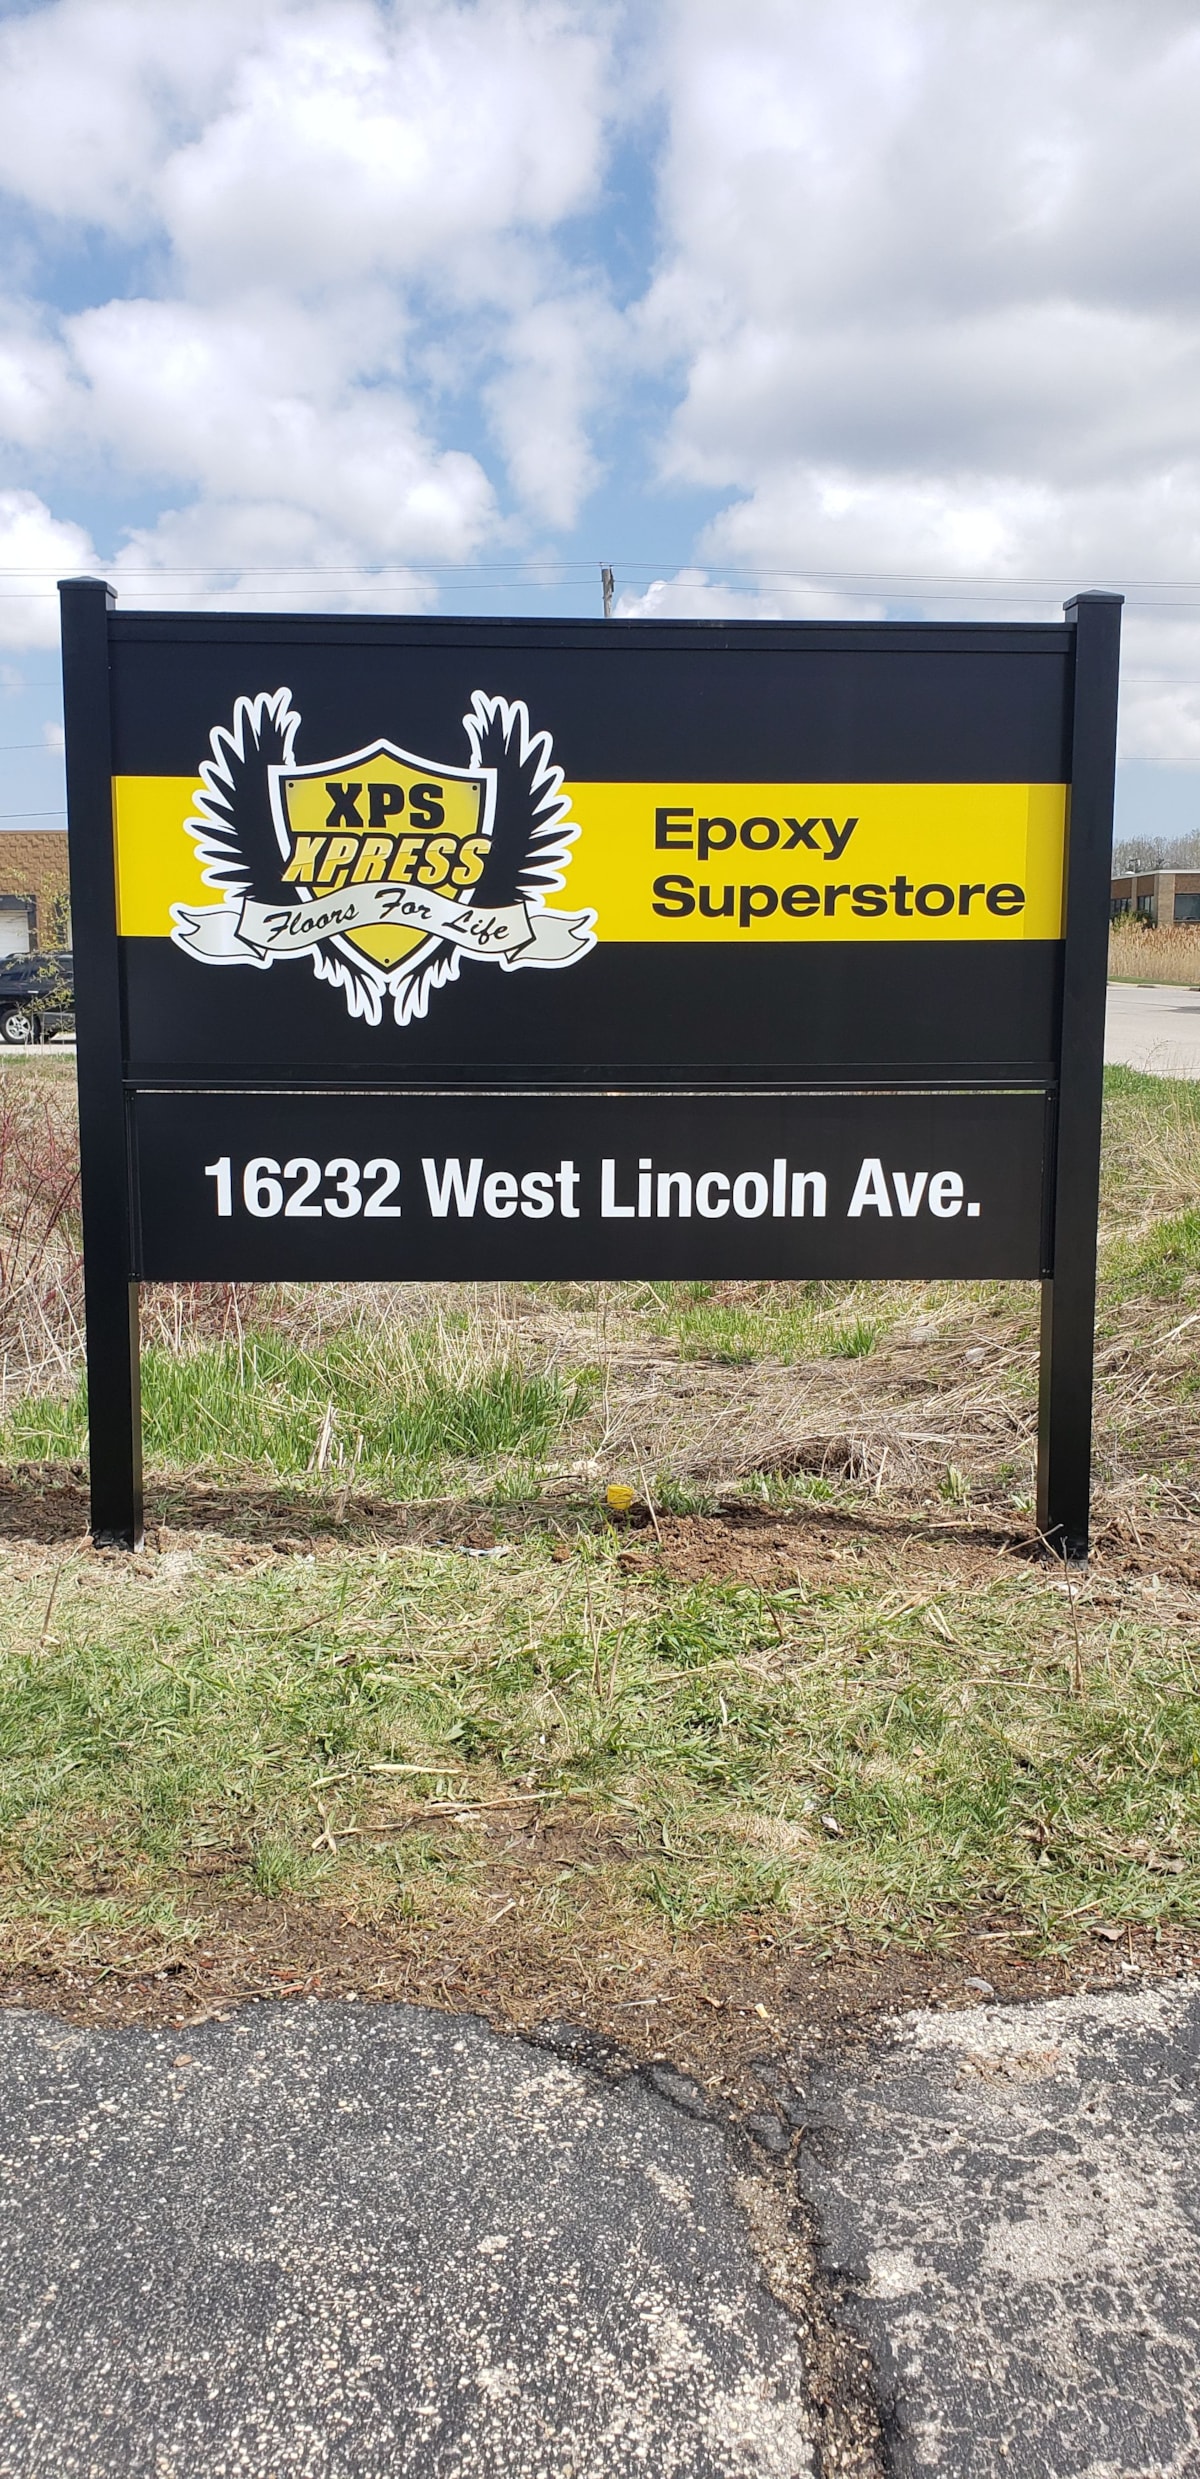 XPS
XPRESS
Floors For Life
Epoxy
Superstore
16232 West Lincoln Ave.